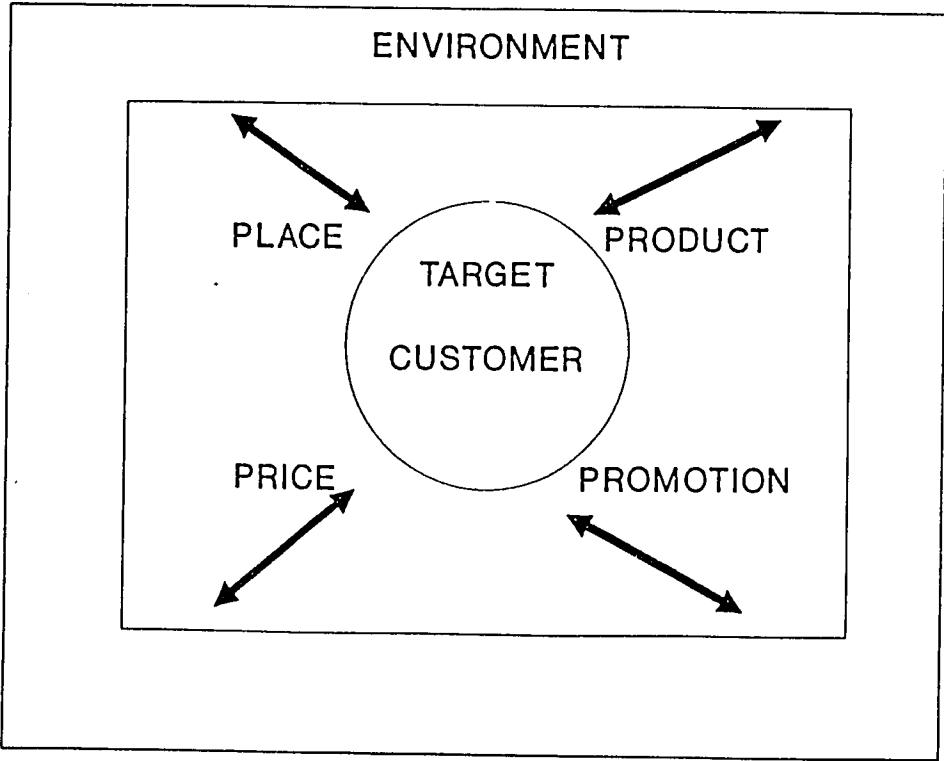 ENVIRONMENT
PLACE
PRODUCT
TARGET
CUSTOMER
PRICE
PROMOTION